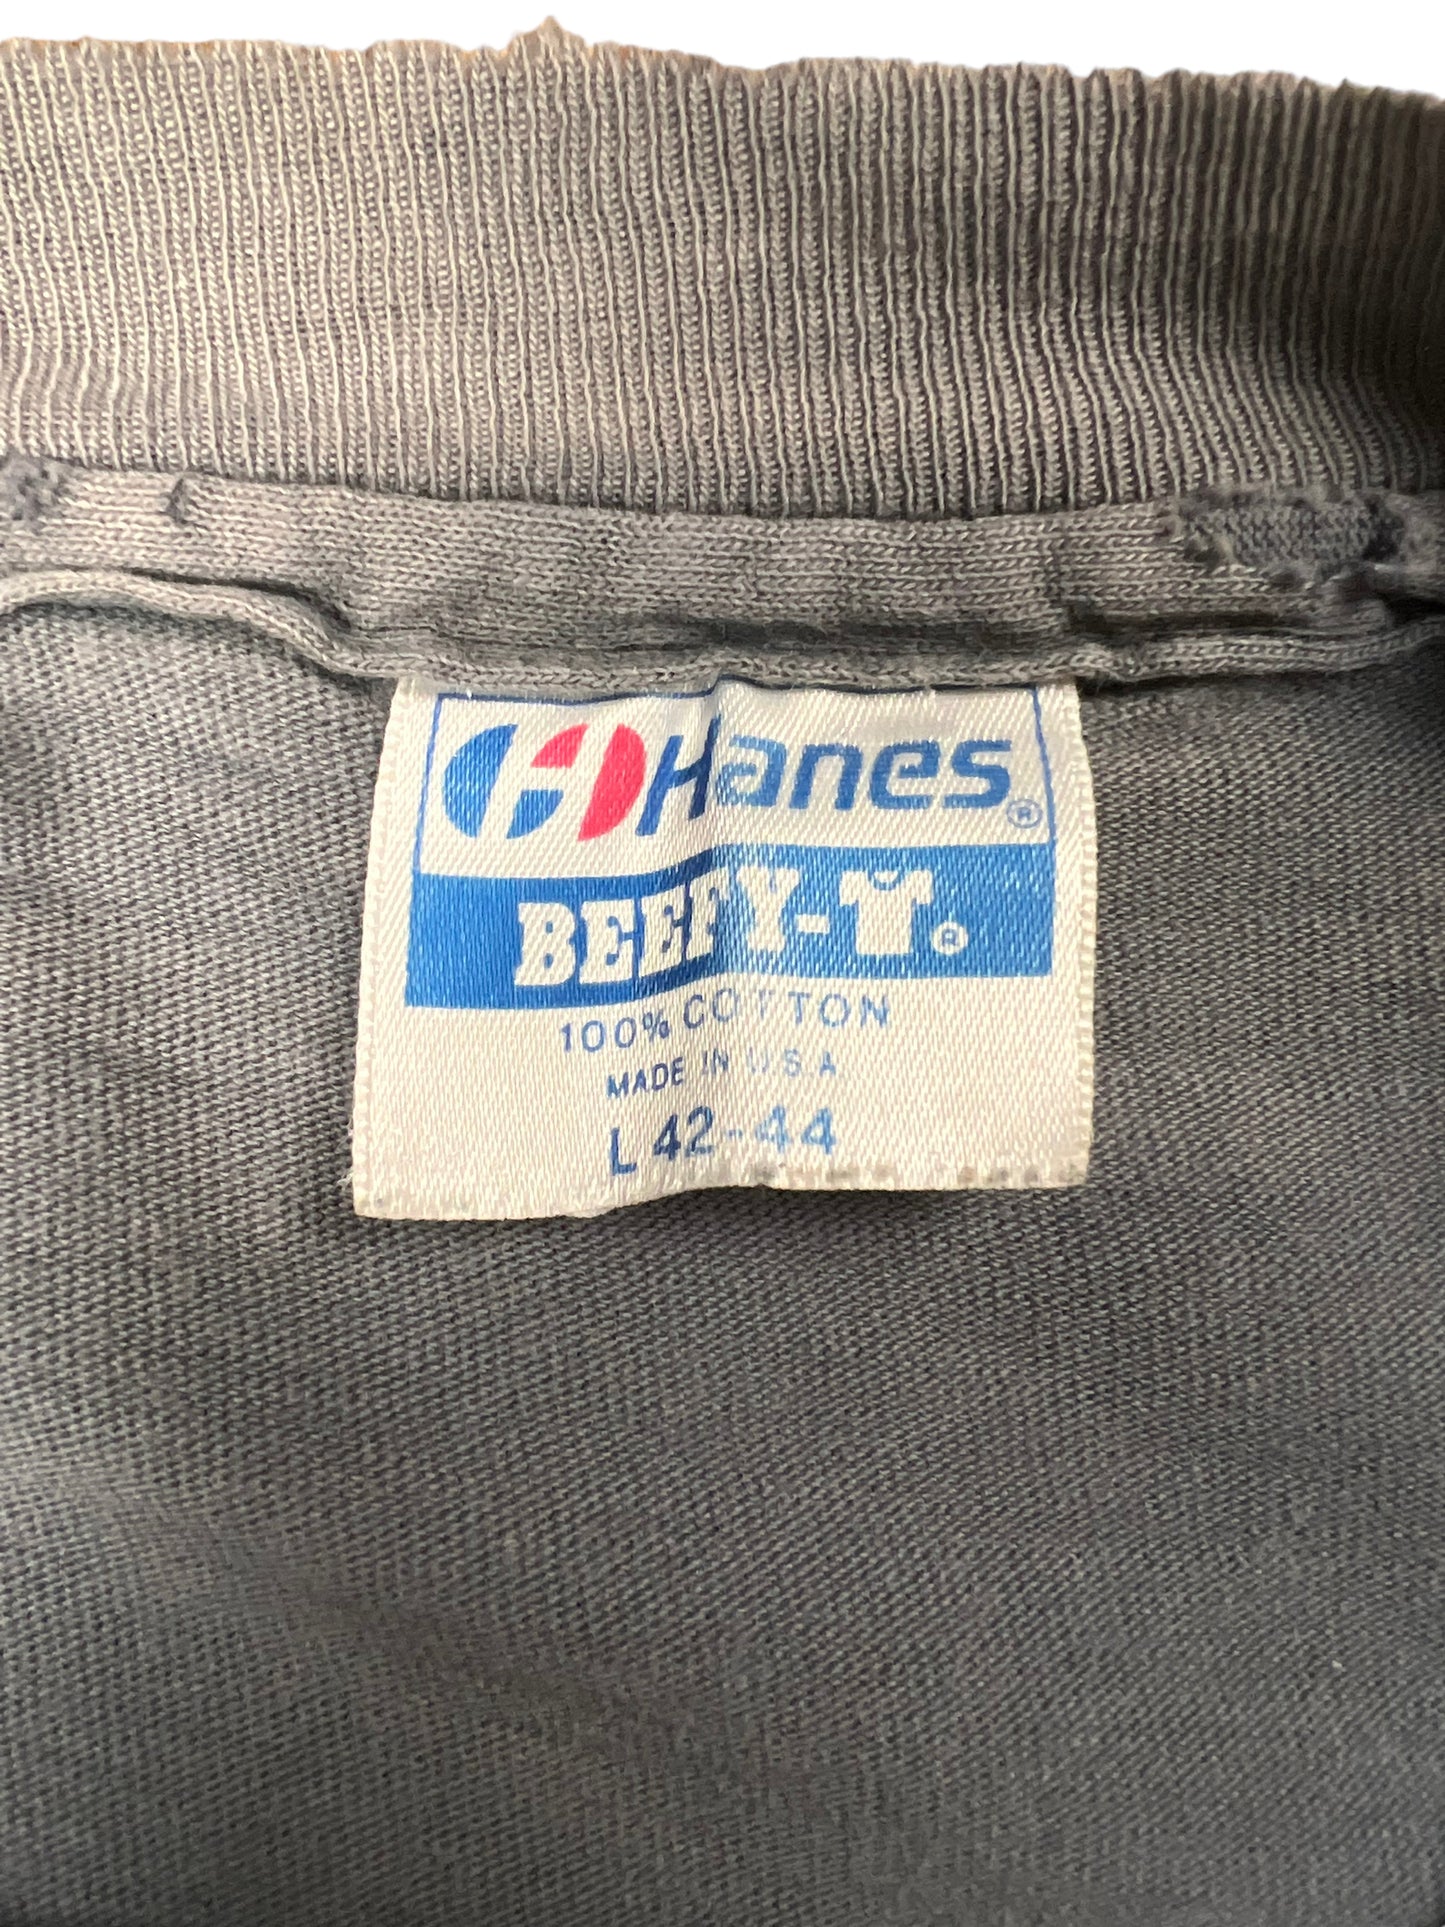 Hanes®
BEEFY-T®
100% COTTON
MADE IN U.S.A.
L 42-44